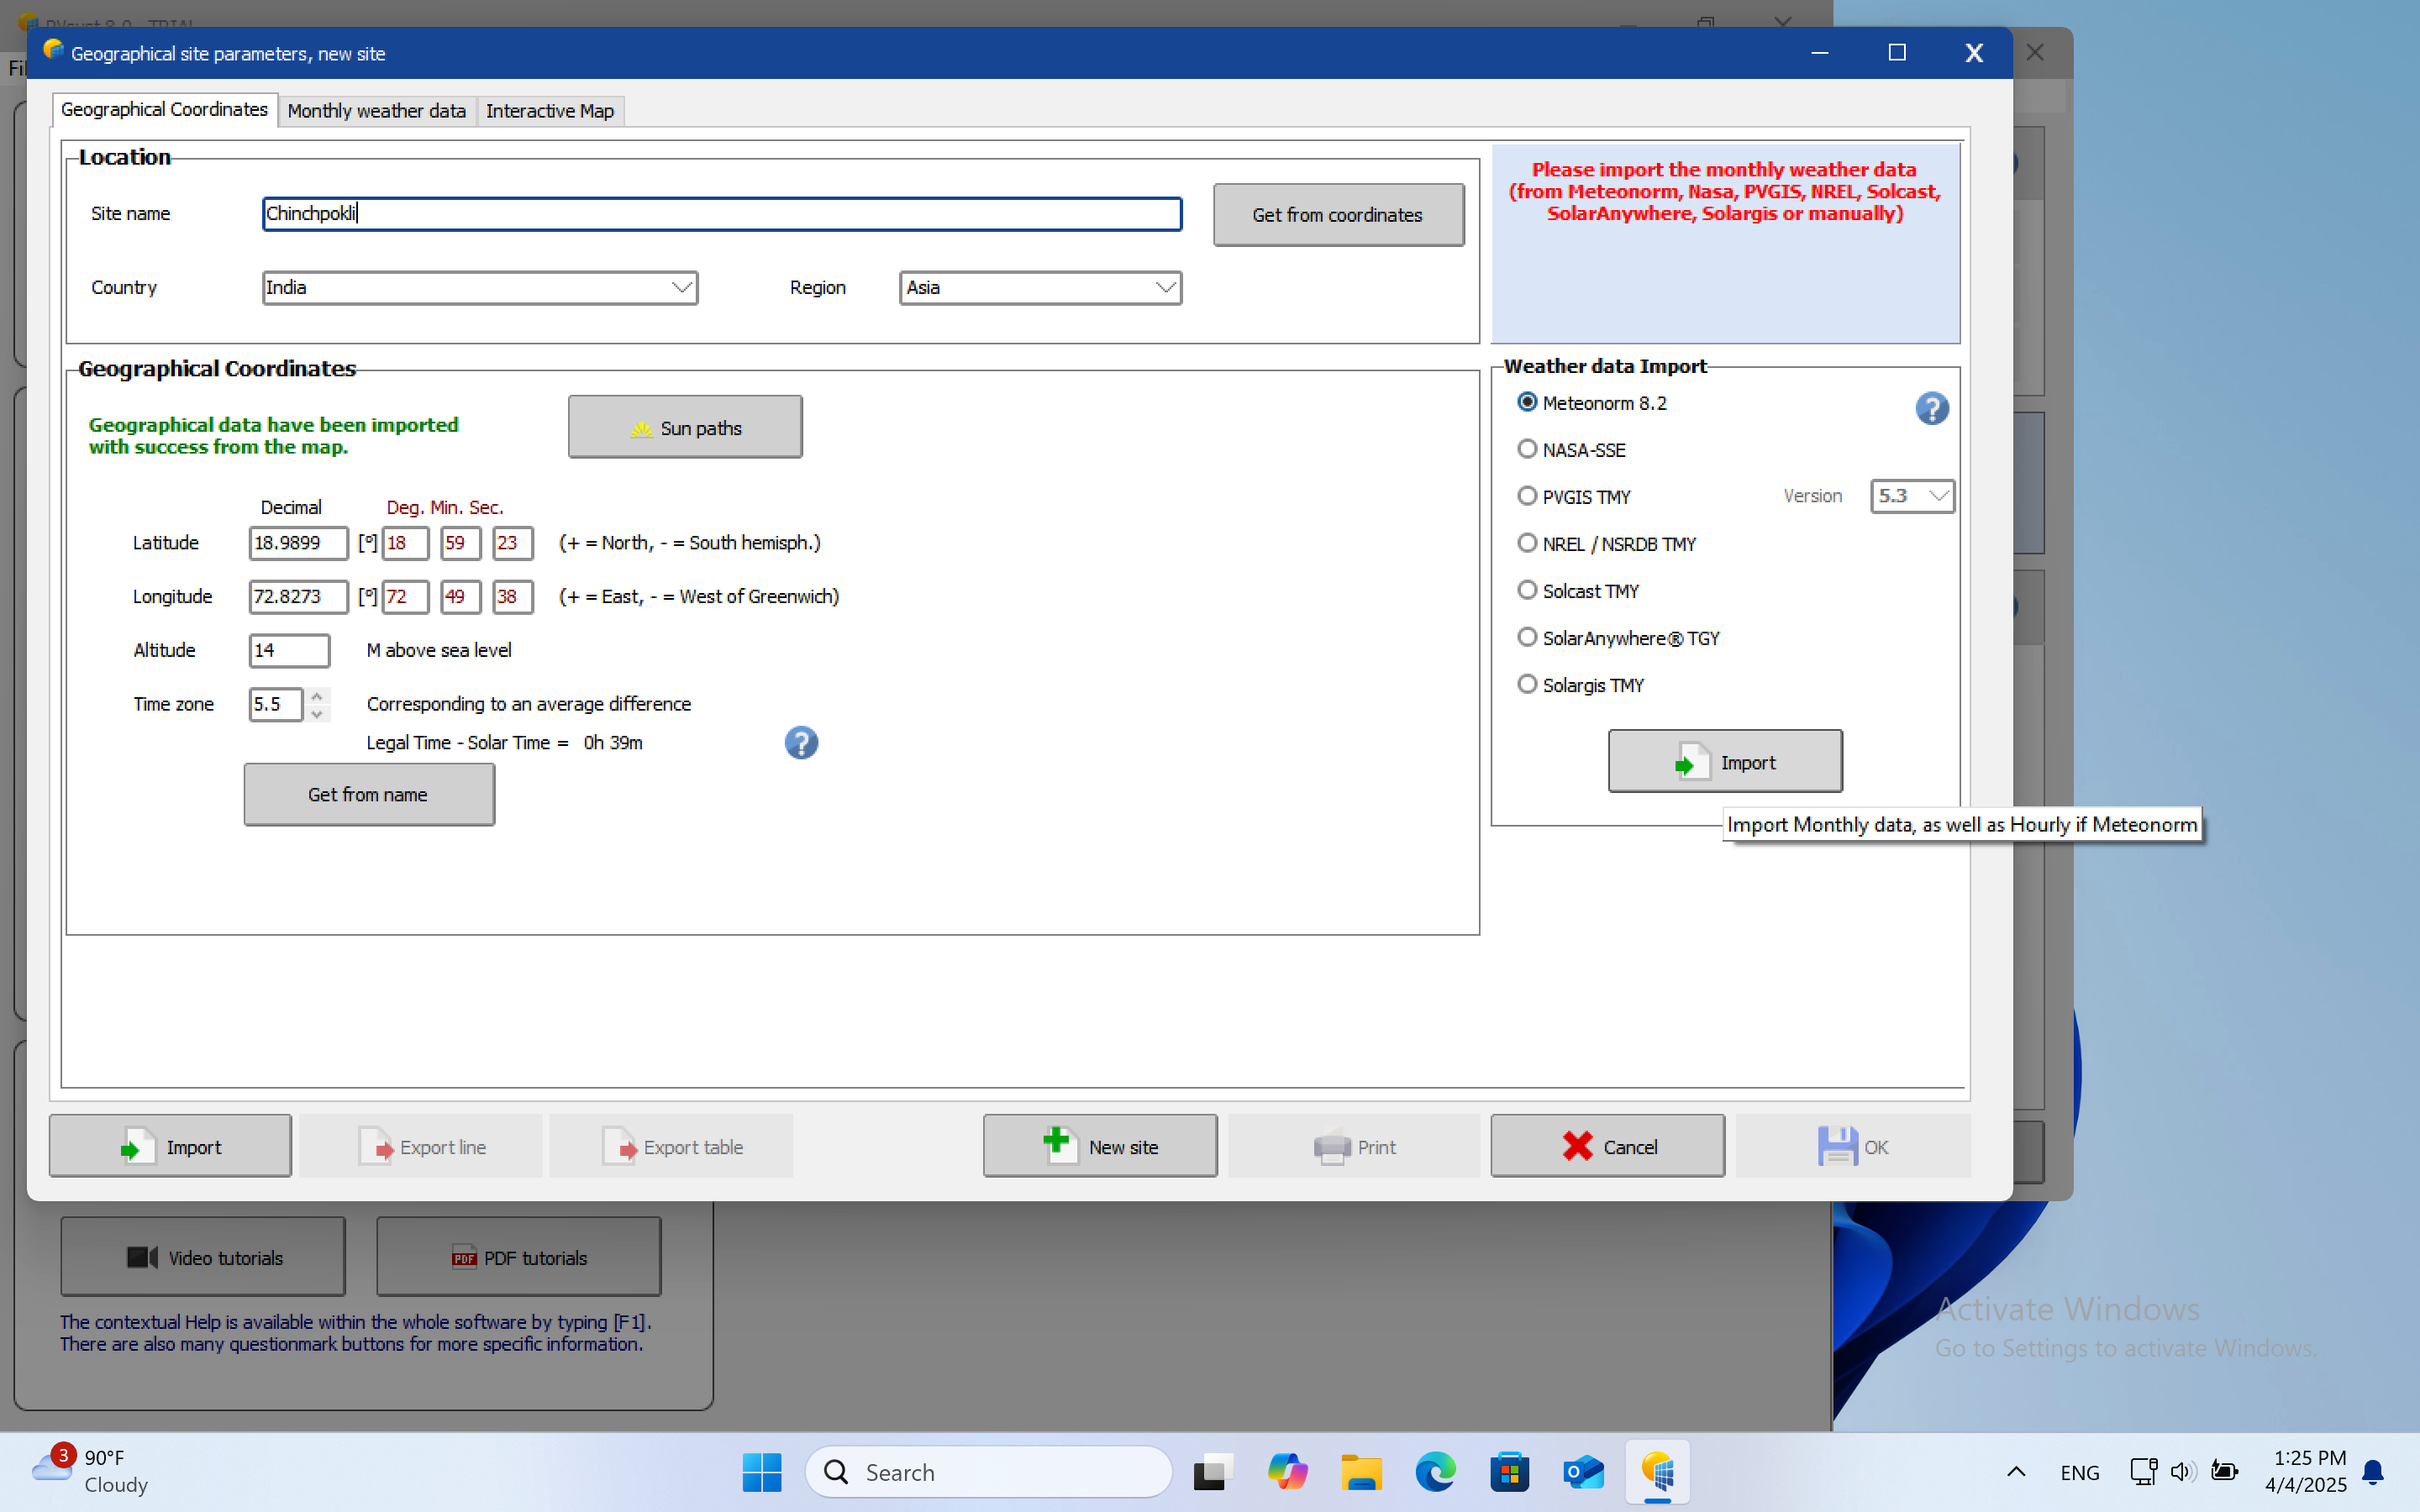 PVsyst 8.0 - TRIAL
Geographical site parameters, new site
Geographical Coordinates
Monthly weather data
Interactive Map
Location
Site name
Chinchpokli
Get from coordinates
Country
India
Region
Asia
Please import the monthly weather data
(from Meteonorm, Nasa, PVGIS, NREL, Solcast,
SolarAnywhere, Solargis or manually)
Geographical Coordinates
Geographical data have been imported
with success from the map.
Sun paths
Decimal
Deg. Min. Sec.
Latitude
18.9899
[°]
18
59
23
(+ = North, - = South hemisph.)
Longitude
72.8273
[°]
72
49
38
(+ = East, - = West of Greenwich)
Altitude
14
M above sea level
Time zone
5.5
Corresponding to an average difference
Legal Time - Solar Time = 0h 39m
Get from name
Weather data Import
Meteonorm 8.2
NASA-SSE
PVGIS TMY
Version
5.3
NREL / NSRDB TMY
Solcast TMY
SolarAnywhere® TGY
Solargis TMY
Import
Import Monthly data, as well as Hourly if Meteonorm
Import
Export line
Export table
New site
Print
Cancel
OK
Video tutorials
PDF
PDF tutorials
The contextual Help is available within the whole software by typing [F1].
There are also many questionmark buttons for more specific information.
Activate Windows
Go to Settings to activate Windows.
3
90°F
Cloudy
Search
ENG
1:25 PM
4/4/2025